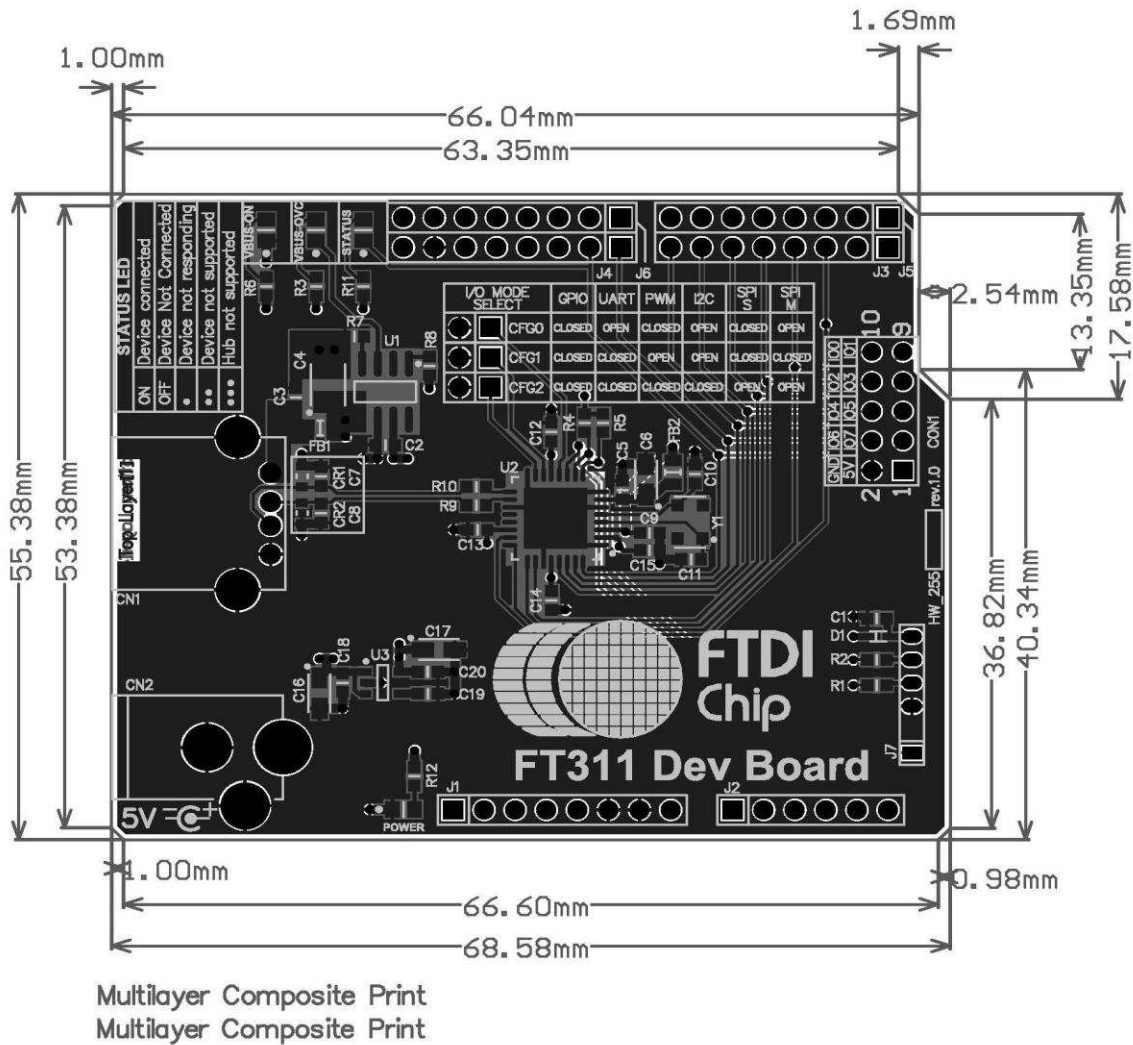 1.69mm
1.00mm
66.04mm
63.35mm
55.38mm
53.38mm
13.35mm
17.58mm
2.54mm
STATUS LED
ON Device connected
OFF Device Not Connected
• Device not responding
•• Device not supported
••• Hub not supported
VBUS-ON
VBUS-OVC
STATUS
R6
R3
R11
J4
J6
J3
J5
I/O MODE SELECT GPIO UART PWM I2C SPI S SPI M
CFG0 CLOSED OPEN CLOSED OPEN CLOSED OPEN
CFG1 CLOSED CLOSED OPEN OPEN CLOSED CLOSED
CFG2 CLOSED CLOSED CLOSED CLOSED OPEN OPEN
R7
U1
R8
C4
C3
FB1
C2
10
9
IO0 IO1
IO2 IO3
IO4 IO5
IO6 IO7
GND 5V
2
1
CON1
rev.1.0
C12
R4
R5
C5
C6
FB2
C10
U2
CR1
C7
CR2
C8
R10
R9
C13
C9
Y1
C15
C11
C14
CN1
HW_255
C1
D1
R2
R1
J7
36.82mm
40.34mm
C17
C18
U3
C20
C19
C16
CN2
FTDI
Chip
FT311 Dev Board
R12
J1
J2
5V
POWER
1.00mm
0.98mm
66.60mm
68.58mm
Multilayer Composite Print
Multilayer Composite Print